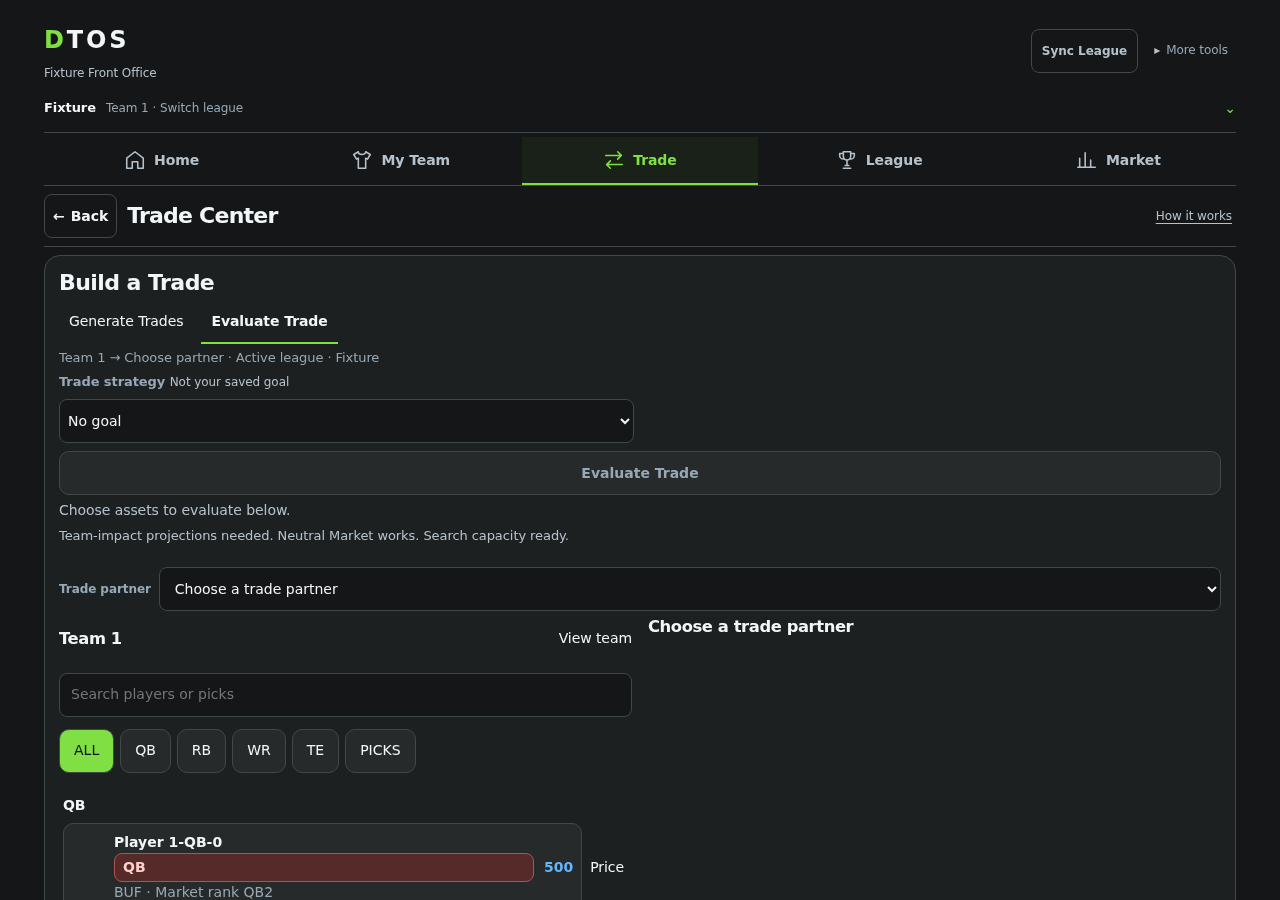 DTOS
Fixture Front Office
Sync League
▸ More tools
Fixture Team 1 · Switch league
Home
My Team
Trade
League
Market
← Back
Trade Center
How it works
Build a Trade
Generate Trades
Evaluate Trade
Team 1 → Choose partner · Active league · Fixture
Trade strategy Not your saved goal
No goal
Evaluate Trade
Choose assets to evaluate below.
Team-impact projections needed. Neutral Market works. Search capacity ready.
Trade partner
Choose a trade partner
Team 1
View team
Choose a trade partner
Search players or picks
ALL
QB
RB
WR
TE
PICKS
QB
Player 1-QB-0
QB
500
Price
BUF · Market rank QB2